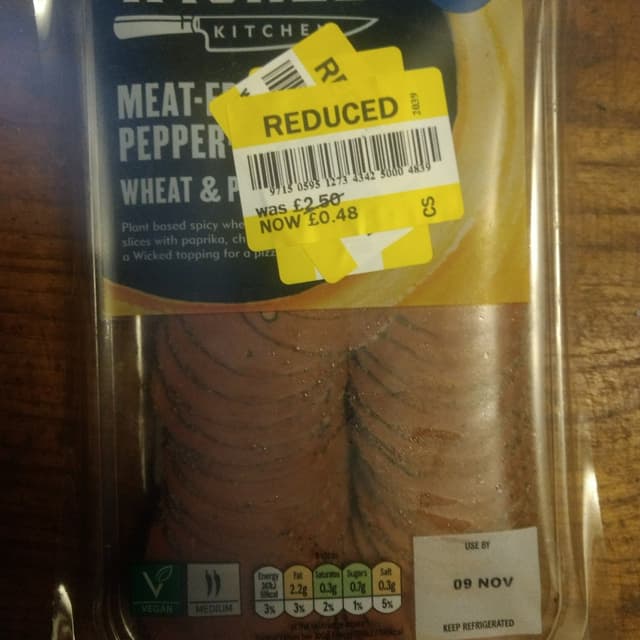 KITCHEN
MEAT-F
PEPPER
WHEAT & P
Plant based spicy whe
slices with paprika, ch
a Wicked topping for a pizz
REDUCED
2839
9715 0595 1273 4342 5000 4839
was £2.50
NOW £0.48
CS
VEGAN
MEDIUM
Energy
Fat
2.2g
3%
Saturates
0.3g
2%
Sugars
0.7g
1%
Salt
0.3g
5%
3%
USE BY
09 NOV
KEEP REFRIGERATED